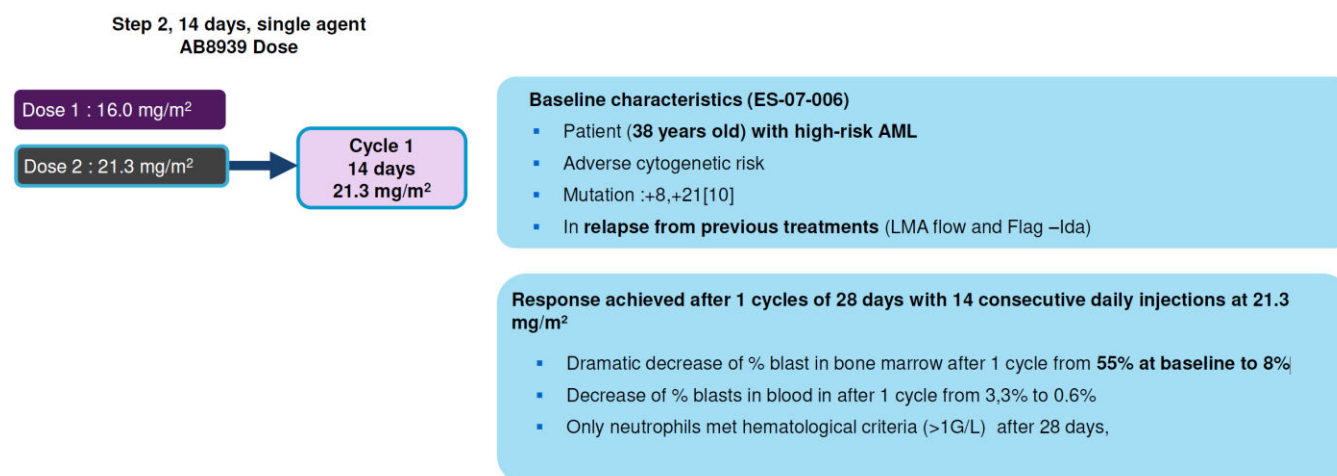 Step 2, 14 days, single agent
AB8939 Dose
Dose 1 : 16.0 mg/m²
Dose 2 : 21.3 mg/m²
Cycle 1
14 days
21.3 mg/m²
Baseline characteristics (ES-07-006)
▪ Patient (38 years old) with high-risk AML
▪ Adverse cytogenetic risk
▪ Mutation :+8,+21[10]
▪ In relapse from previous treatments (LMA flow and Flag –Ida)
Response achieved after 1 cycles of 28 days with 14 consecutive daily injections at 21.3
mg/m²
▪ Dramatic decrease of % blast in bone marrow after 1 cycle from 55% at baseline to 8%
▪ Decrease of % blasts in blood in after 1 cycle from 3,3% to 0.6%
▪ Only neutrophils met hematological criteria (>1G/L) after 28 days,